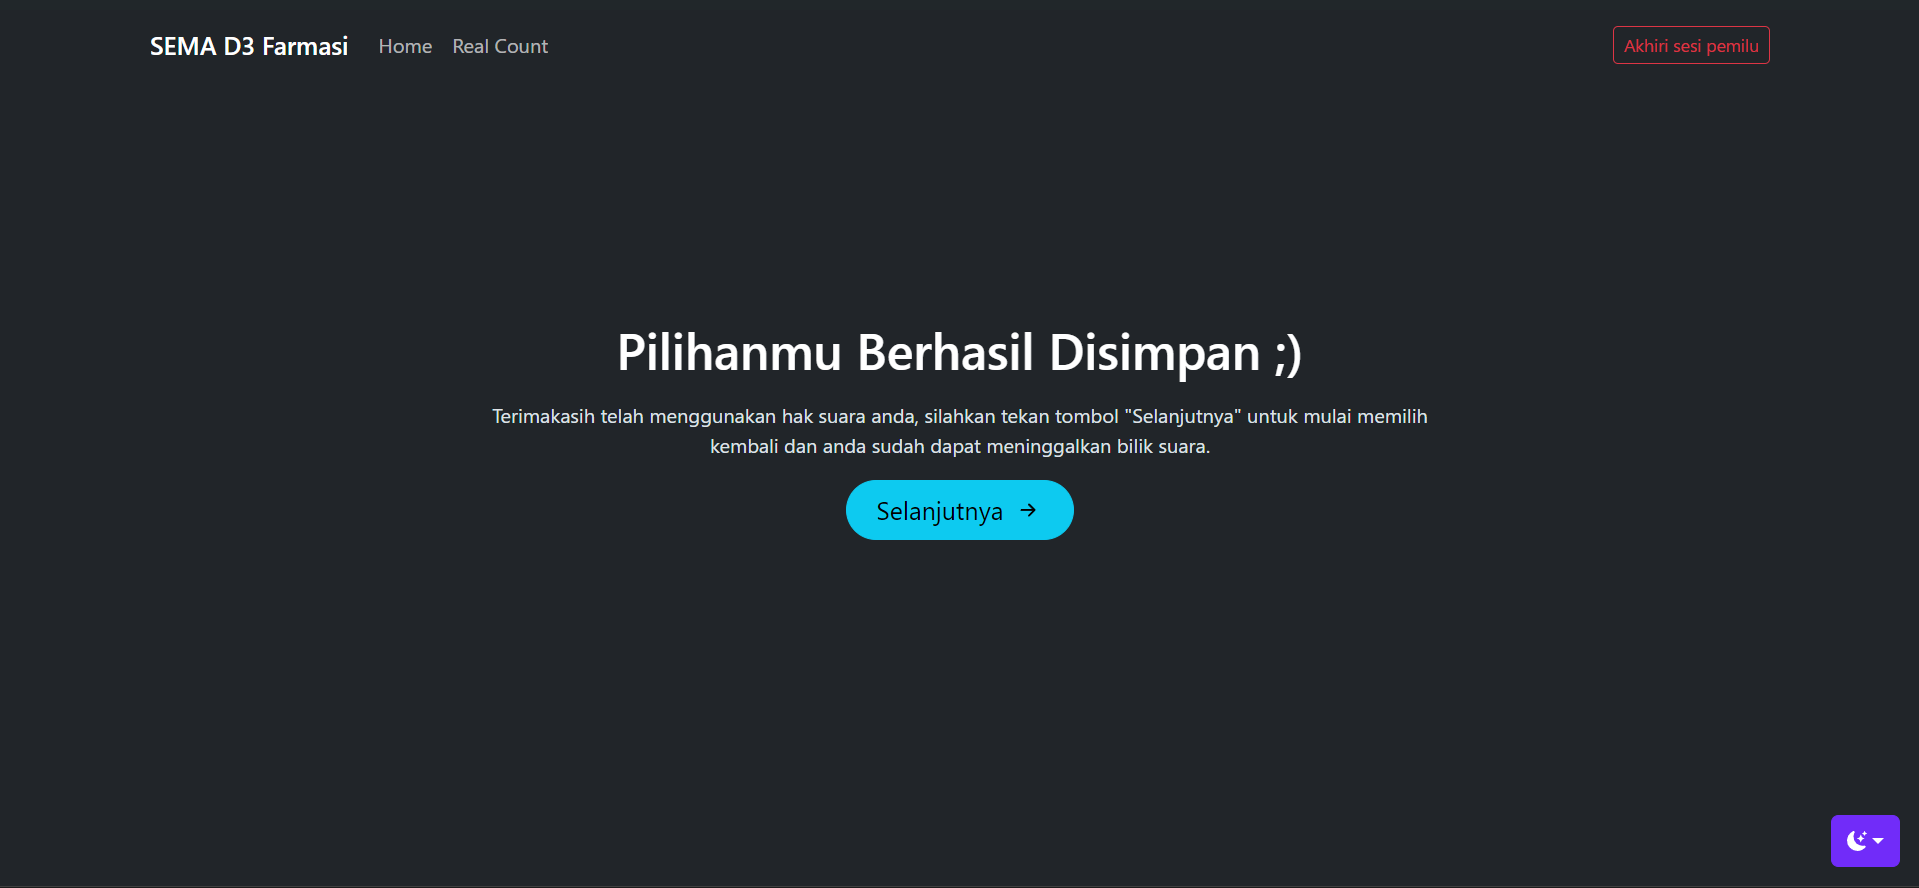 SEMA D3 Farmasi Home Real Count Akhiri sesi pemilu
Pilihanmu Berhasil Disimpan ;)
Terimakasih telah menggunakan hak suara anda, silahkan tekan tombol "Selanjutnya" untuk mulai memilih
kembali dan anda sudah dapat meninggalkan bilik suara.
Selanjutnya →